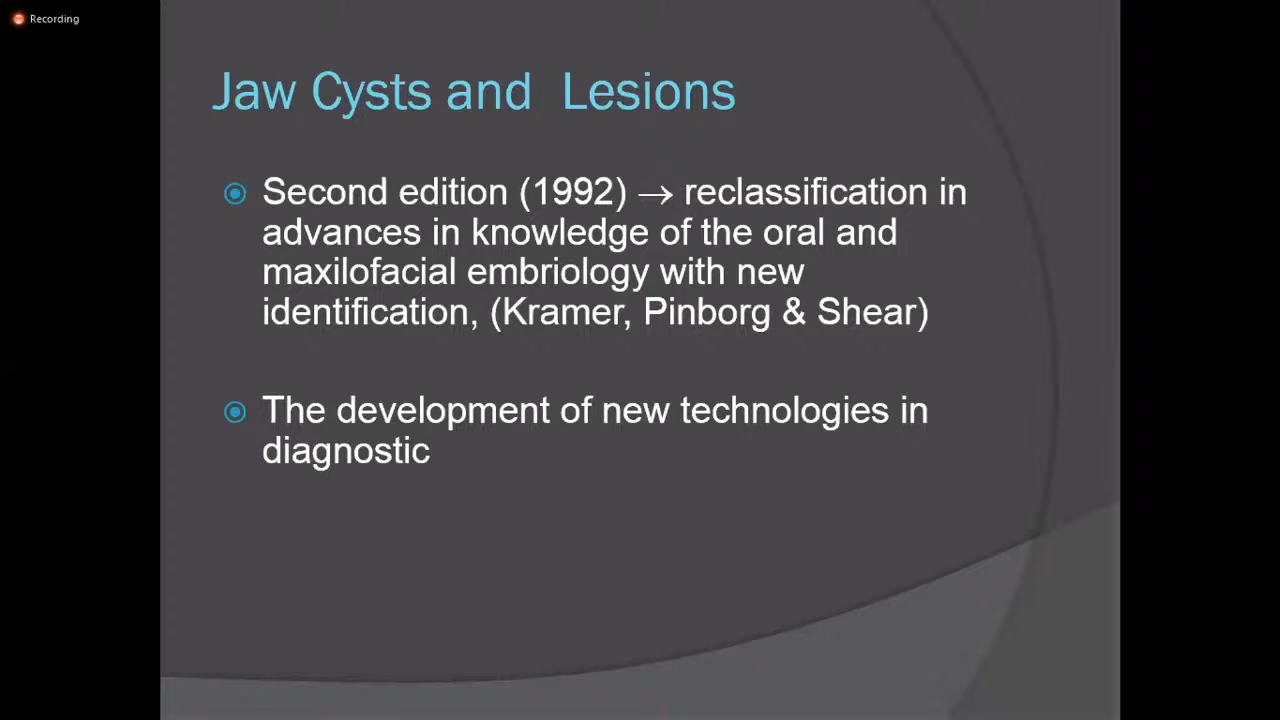 Recording
Jaw Cysts and Lesions
Second edition (1992) → reclassification in
advances in knowledge of the oral and
maxilofacial embriology with new
identification, (Kramer, Pinborg & Shear)
The development of new technologies in
diagnostic